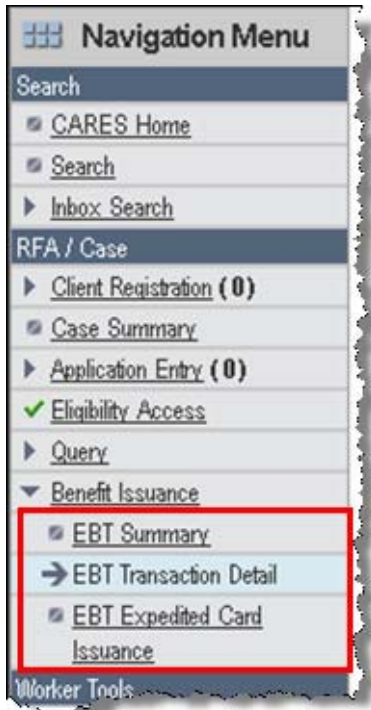 Navigation Menu
Search
CARES Home
Search
Inbox Search
RFA / Case
Client Registration (0)
Case Summary
Application Entry (0)
Eligibility Access
Query
Benefit Issuance
EBT Summary
EBT Transaction Detail
EBT Expedited Card
Issuance
Worker Tools